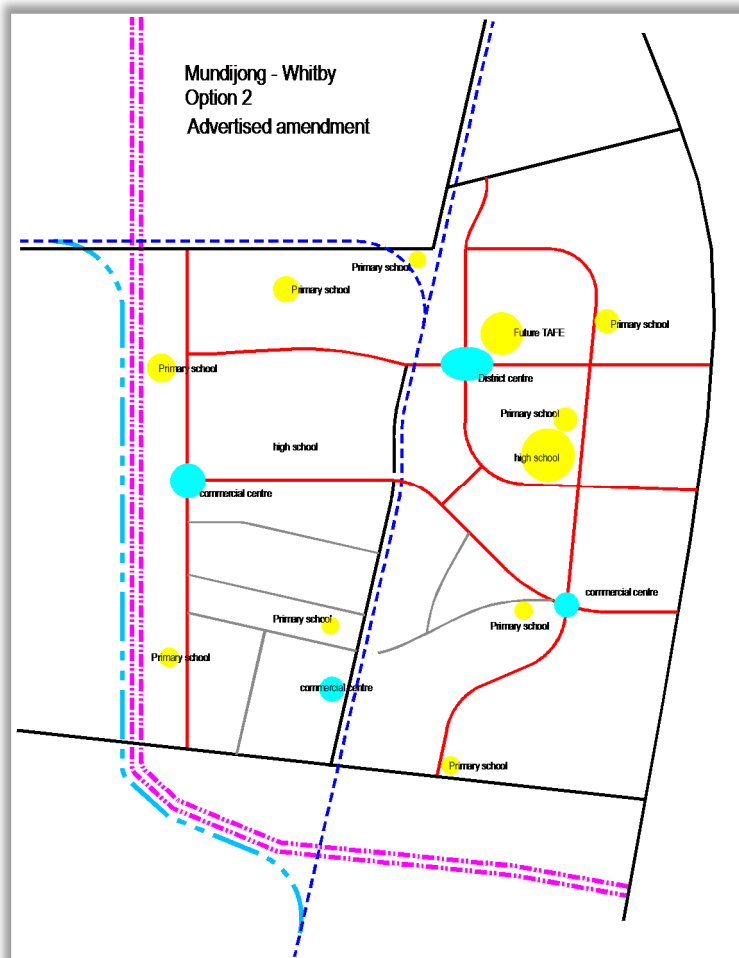 Mundijong - Whitby
Option 2
Advertised amendment
Primary school
Primary school
Primary school
Future TAFE
Primary school
District centre
Primary school
high school
high school
commercial centre
commercial centre
Primary school
Primary school
Primary school
commercial centre
Primary school